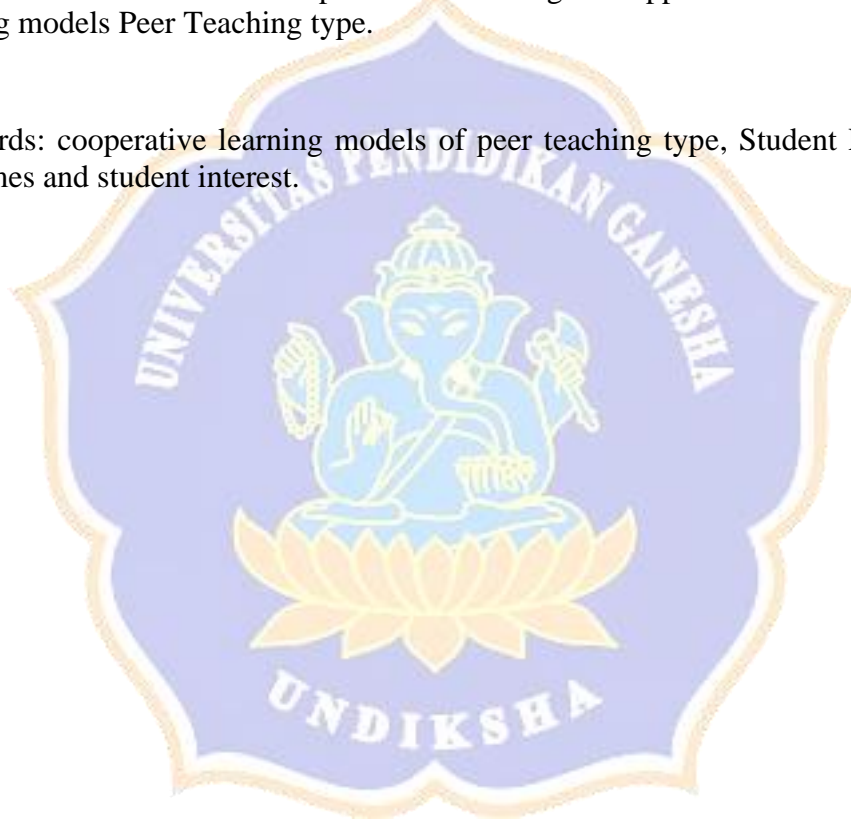 g models Peer Teaching type.
rds: cooperative learning models of peer teaching type, Student
nes and student interest.
UNIVERSITAS PENDIDIKAN GANESHA
UNDIKSHA